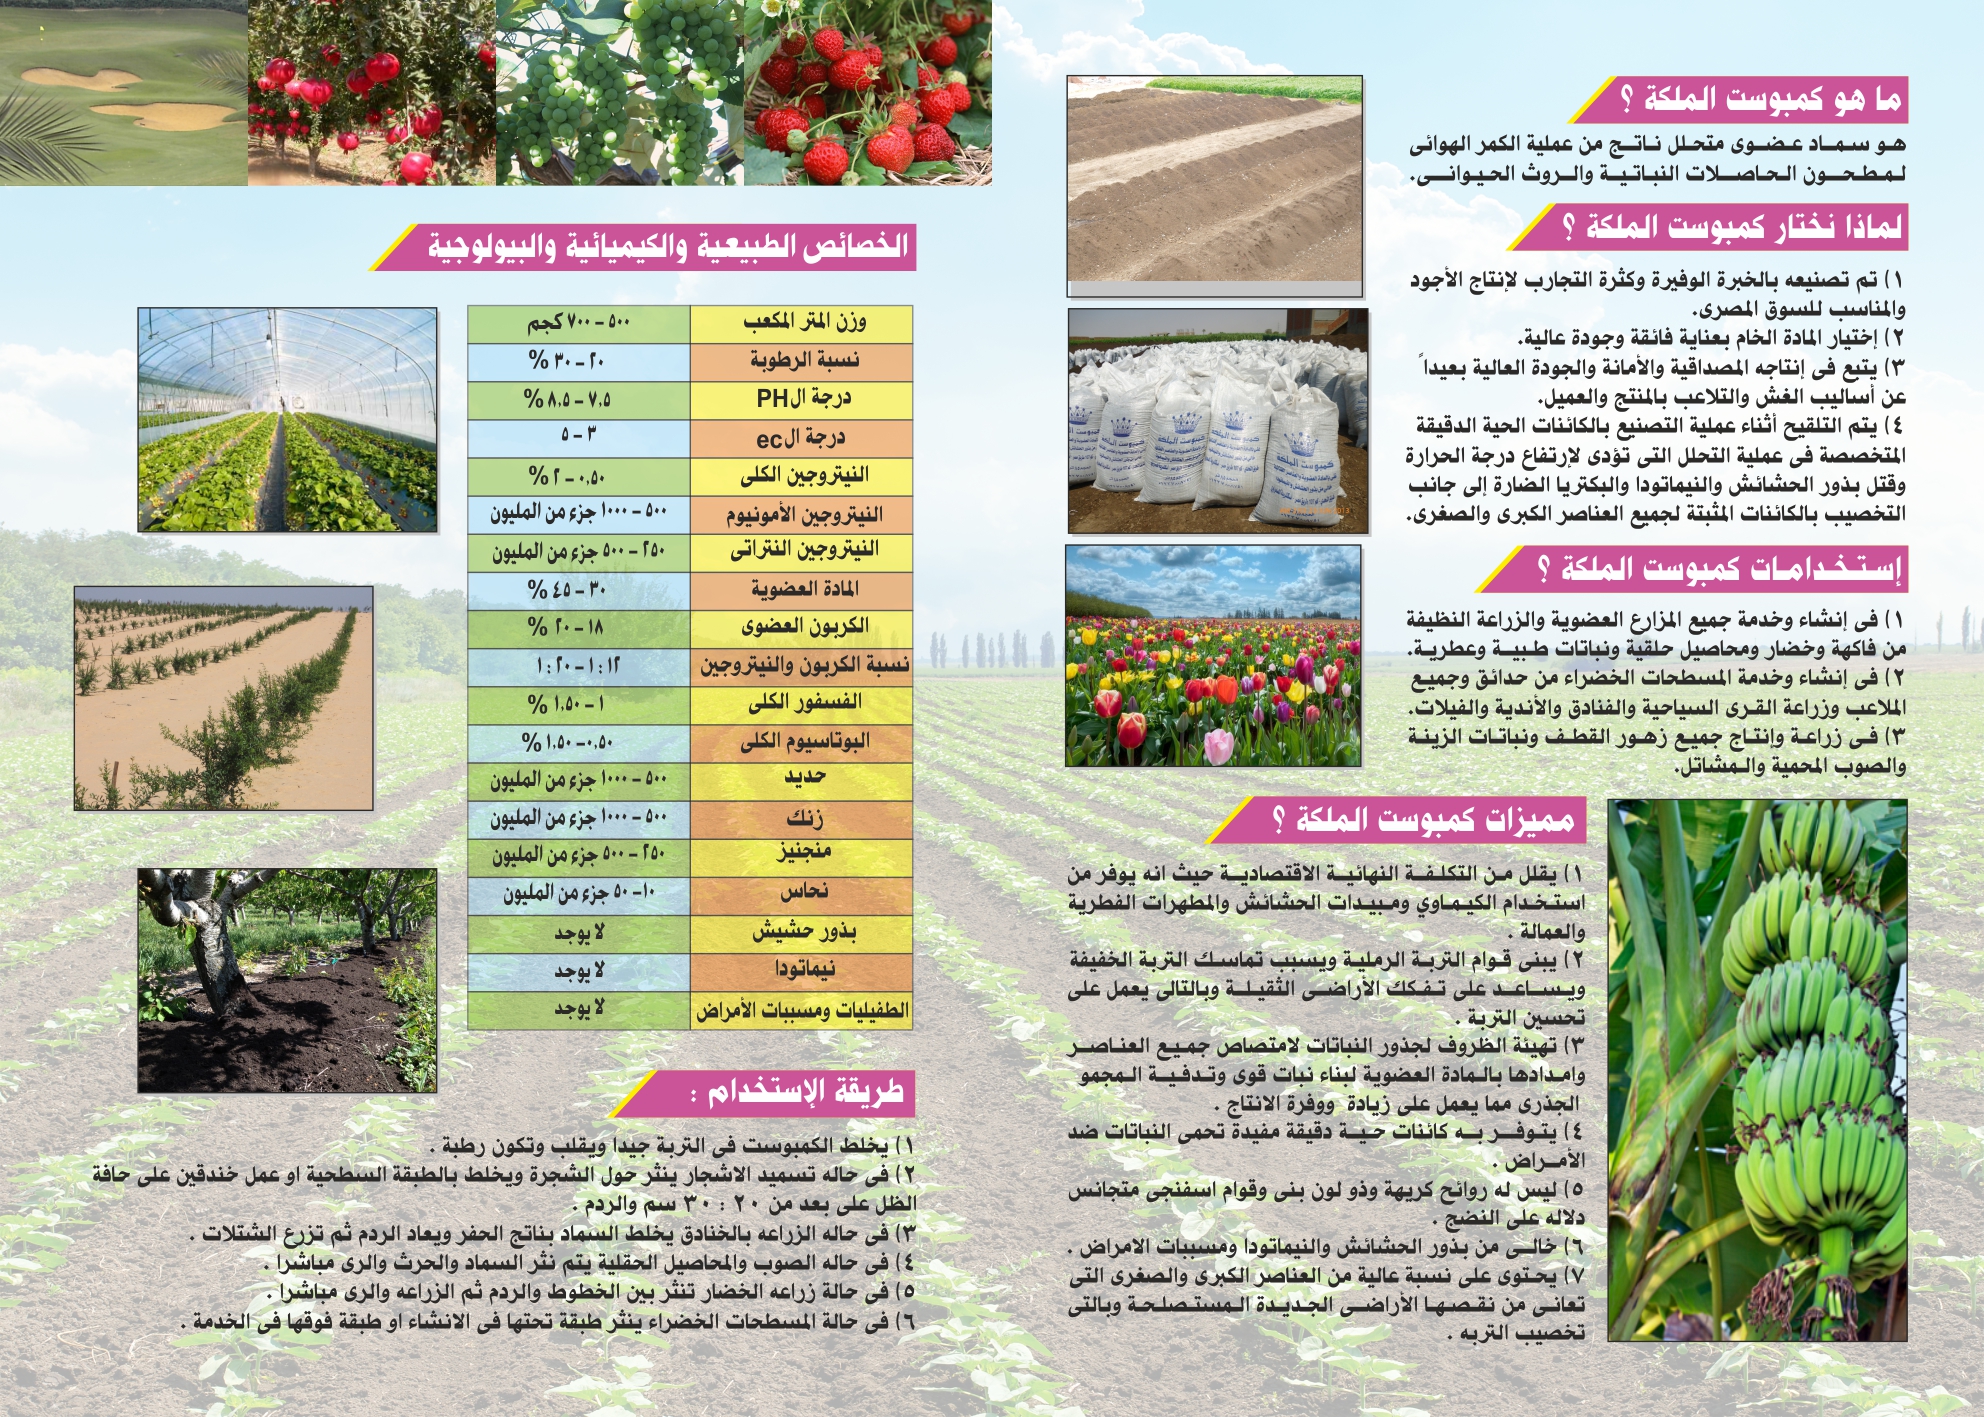 ما هو كمبوست الملكة ؟
هو سماد عضوى متحلل ناتج من عملية الكمر الهوائى
لمطحون الحاصلات النباتية والروث الحيوانى.
لماذا نختار كمبوست الملكة ؟
١) تم تصنيعه بالخبرة الوفيرة وكثرة التجارب لإنتاج الأجود
والمناسب للسوق المصرى.
٢) إختيار المادة الخام بعناية فائقة وجودة عالية.
٣) يتبع فى إنتاجه المصداقية والأمانة والجودة العالية بعيداً
عن أساليب الغش والتلاعب بالمنتج والعميل.
٤) يتم التلقيح أثناء عملية التصنيع بالكائنات الحية الدقيقة
المتخصصة فى عملية التحلل التى تؤدى لإرتفاع درجة الحرارة
وقتل بذور الحشائش والنيماتودا والبكتريا الضارة إلى جانب
التخصيب بالكائنات المثبتة لجميع العناصر الكبرى والصغرى.
إستخدامات كمبوست الملكة ؟
١) فى إنشاء وخدمة جميع المزارع العضوية والزراعة النظيفة
من فاكهة وخضار ومحاصيل حلقية ونباتات طبية وعطرية.
٢) فى إنشاء وخدمة المسطحات الخضراء من حدائق وجميع
الملاعب وزراعة القرى السياحية والفنادق والأندية والفيلات.
٣) فى زراعة وإنتاج جميع زهور القطف ونباتات الزينة
والصوب المحمية والمشاتل.
مميزات كمبوست الملكة ؟
١) يقلل من التكلفة النهائية الاقتصادية حيث انه يوفر من
استخدام الكيماوي ومبيدات الحشائش والمطهرات الفطرية
والعمالة .
٢) يبنى قوام التربة الرملية ويسبب تماسك التربة الخفيفة
ويساعد على تفكك الأراضى الثقيلة وبالتالى يعمل على
تحسين التربة .
٣) تهيئة الظروف لجذور النباتات لامتصاص جميع العناصر
وامدادها بالمادة العضوية لبناء نبات قوى وتدفية المجمو
الجذرى مما يعمل على زيادة ووفرة الانتاج .
٤) يتوفر به كائنات حية دقيقة مفيدة تحمى النباتات ضد
الأمراض .
٥) ليس له روائح كريهة وذو لون بنى وقوام اسفنجى متجانس
دلاله على النضج .
٦) خالى من بذور الحشائش والنيماتودا ومسببات الامراض .
٧) يحتوى على نسبة عالية من العناصر الكبرى والصغرى التى
تعانى من نقصها الأراضى الجديدة المستصلحة وبالتى
تخصيب التربه .
كمبوست الملكة
كمبوست الملكة
كمبوست الملكة
الخصائص الطبيعية والكيميائية والبيولوجية
وزن المتر المكعب ٥٠٠ – ٧٠٠ كجم
نسبة الرطوبة ٢٠ – ٣٠ %
درجة الPH ٧,٥ – ٨,٥ %
درجة الec ٣ – ٥
النيتروجين الكلى ٠,٥٠ – ٢ %
النيتروجين الأمونيوم ٥٠٠ – ١٠٠٠ جزء من المليون
النيتروجين النتراتى ٢٥٠ – ٥٠٠ جزء من المليون
المادة العضوية ٣٠ – ٤٥ %
الكربون العضوى ١٨ – ٢٠ %
نسبة الكربون والنيتروجين ١٢ : ١ – ٢٠ : ١
الفسفور الكلى ١ – ١,٥٠ %
البوتاسيوم الكلى ٠,٥٠ – ١,٥٠ %
حديد ٥٠٠ – ١٠٠٠ جزء من المليون
زنك ٥٠٠ – ١٠٠٠ جزء من المليون
منجنيز ٢٥٠ – ٥٠٠ جزء من المليون
نحاس ١٠ – ٥٠ جزء من المليون
بذور حشيش لا يوجد
نيماتودا لا يوجد
الطفيليات ومسببات الأمراض لا يوجد
طريقة الإستخدام :
١) يخلط الكمبوست فى التربة جيدا ويقلب وتكون رطبة .
٢) فى حاله تسميد الاشجار ينثر حول الشجرة ويخلط بالطبقة السطحية او عمل خندقين على حافة
الظل على بعد من ٢٠ : ٣٠ سم والردم .
٣) فى حاله الزراعه بالخنادق يخلط السماد بناتج الحفر ويعاد الردم ثم تزرع الشتلات .
٤) فى حاله الصوب والمحاصيل الحقلية يتم نثر السماد والحرث والرى مباشرا .
٥) فى حالة زراعه الخضار تنثر بين الخطوط والردم ثم الزراعه والرى مباشرا .
٦) فى حالة المسطحات الخضراء ينثر طبقة تحتها فى الانشاء او طبقة فوقها فى الخدمة .